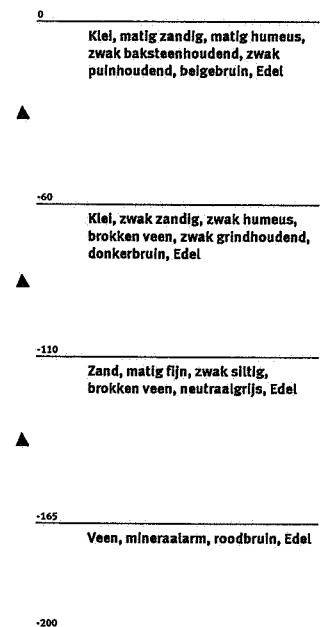 0
Klei, matig zandig, matig humeus,
zwak baksteenhoudend, zwak
puinhoudend, beigebruin, Edel
-60
Klei, zwak zandig, zwak humeus,
brokken veen, zwak grindhoudend,
donkerbruin, Edel
-110
Zand, matig fijn, zwak siltig,
brokken veen, neutraalgrijs, Edel
-165
Veen, mineraalarm, roodbruin, Edel
-200